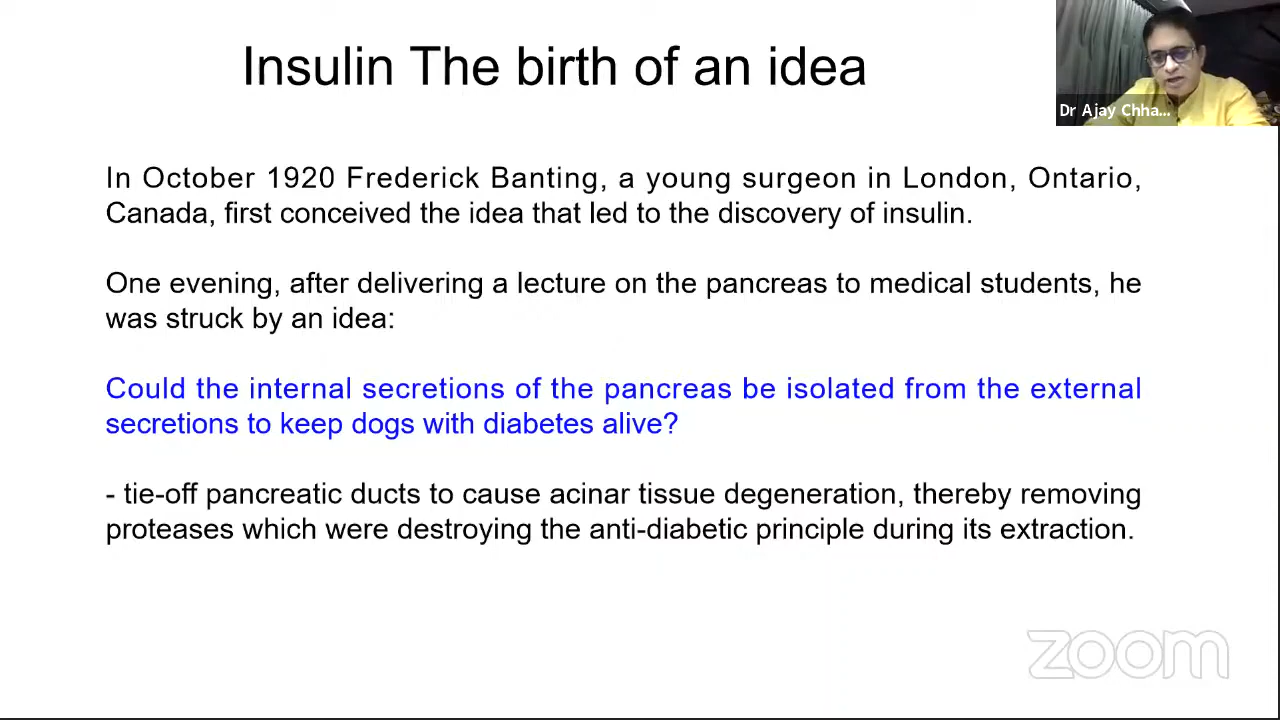 Insulin The birth of an idea
Dr Ajay Chha...
In October 1920 Frederick Banting, a young surgeon in London, Ontario,
Canada, first conceived the idea that led to the discovery of insulin.
One evening, after delivering a lecture on the pancreas to medical students, he
was struck by an idea:
Could the internal secretions of the pancreas be isolated from the external
secretions to keep dogs with diabetes alive?
- tie-off pancreatic ducts to cause acinar tissue degeneration, thereby removing
proteases which were destroying the anti-diabetic principle during its extraction.
zoom